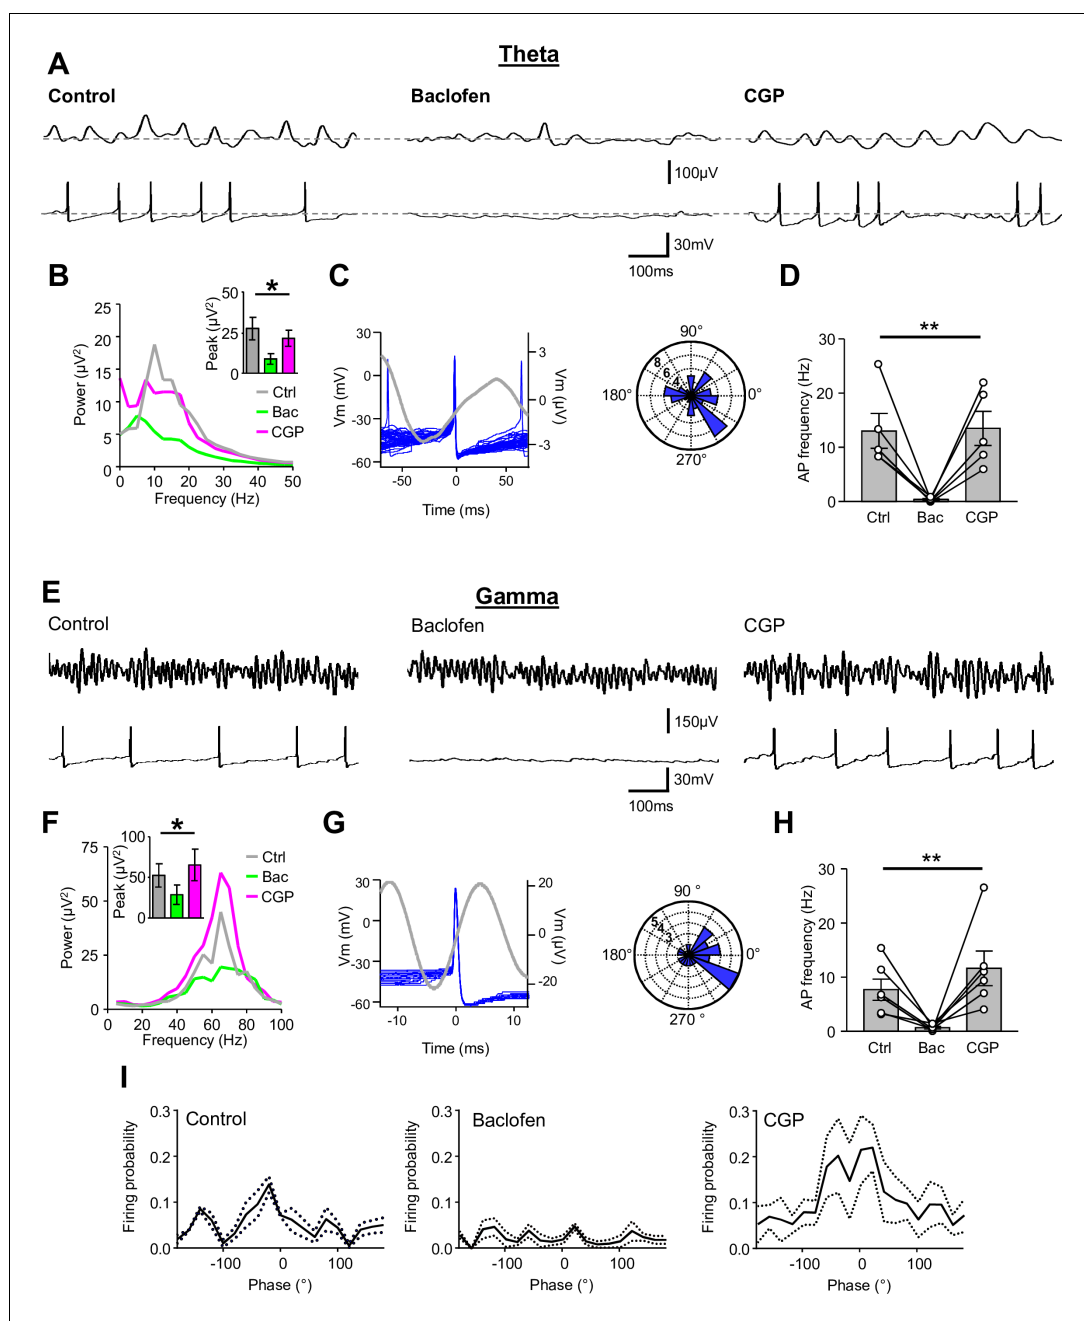 Theta
A
Control
Baclofen
CGP
100µV
30mV
100ms
B
Power (µV²)
25
20
15
10
5
0
0 10 20 30 40 50
Frequency (Hz)
Peak (µV²)
50
25
0
*
Ctrl
Bac
CGP
C
Vm (mV)
30
0
-30
-60
-50 0 50
Time (ms)
3
0
-3
Vm (µV)
90°
180°
0°
270°
8
6
4
D
AP frequency (Hz)
30
20
10
0
**
Ctrl Bac CGP
Gamma
E
Control
Baclofen
CGP
150µV
30mV
100ms
F
Power (µV²)
75
50
25
0
0 20 40 60 80 100
Frequency (Hz)
Peak (µV²)
100
50
0
*
Ctrl
Bac
CGP
G
Vm (mV)
30
0
-30
-60
-10 0 10
Time (ms)
20
0
-20
Vm (µV)
90 °
180°
0°
270 °
5
4
3
H
AP frequency (Hz)
30
20
10
0
**
Ctrl Bac CGP
I
Control
Firing probability
0.3
0.2
0.1
0.0
-100 0 100
Phase (°)
Baclofen
Firing probability
0.3
0.2
0.1
0.0
-100 0 100
Phase (°)
CGP
Firing probability
0.3
0.2
0.1
0.0
-100 0 100
Phase (°)